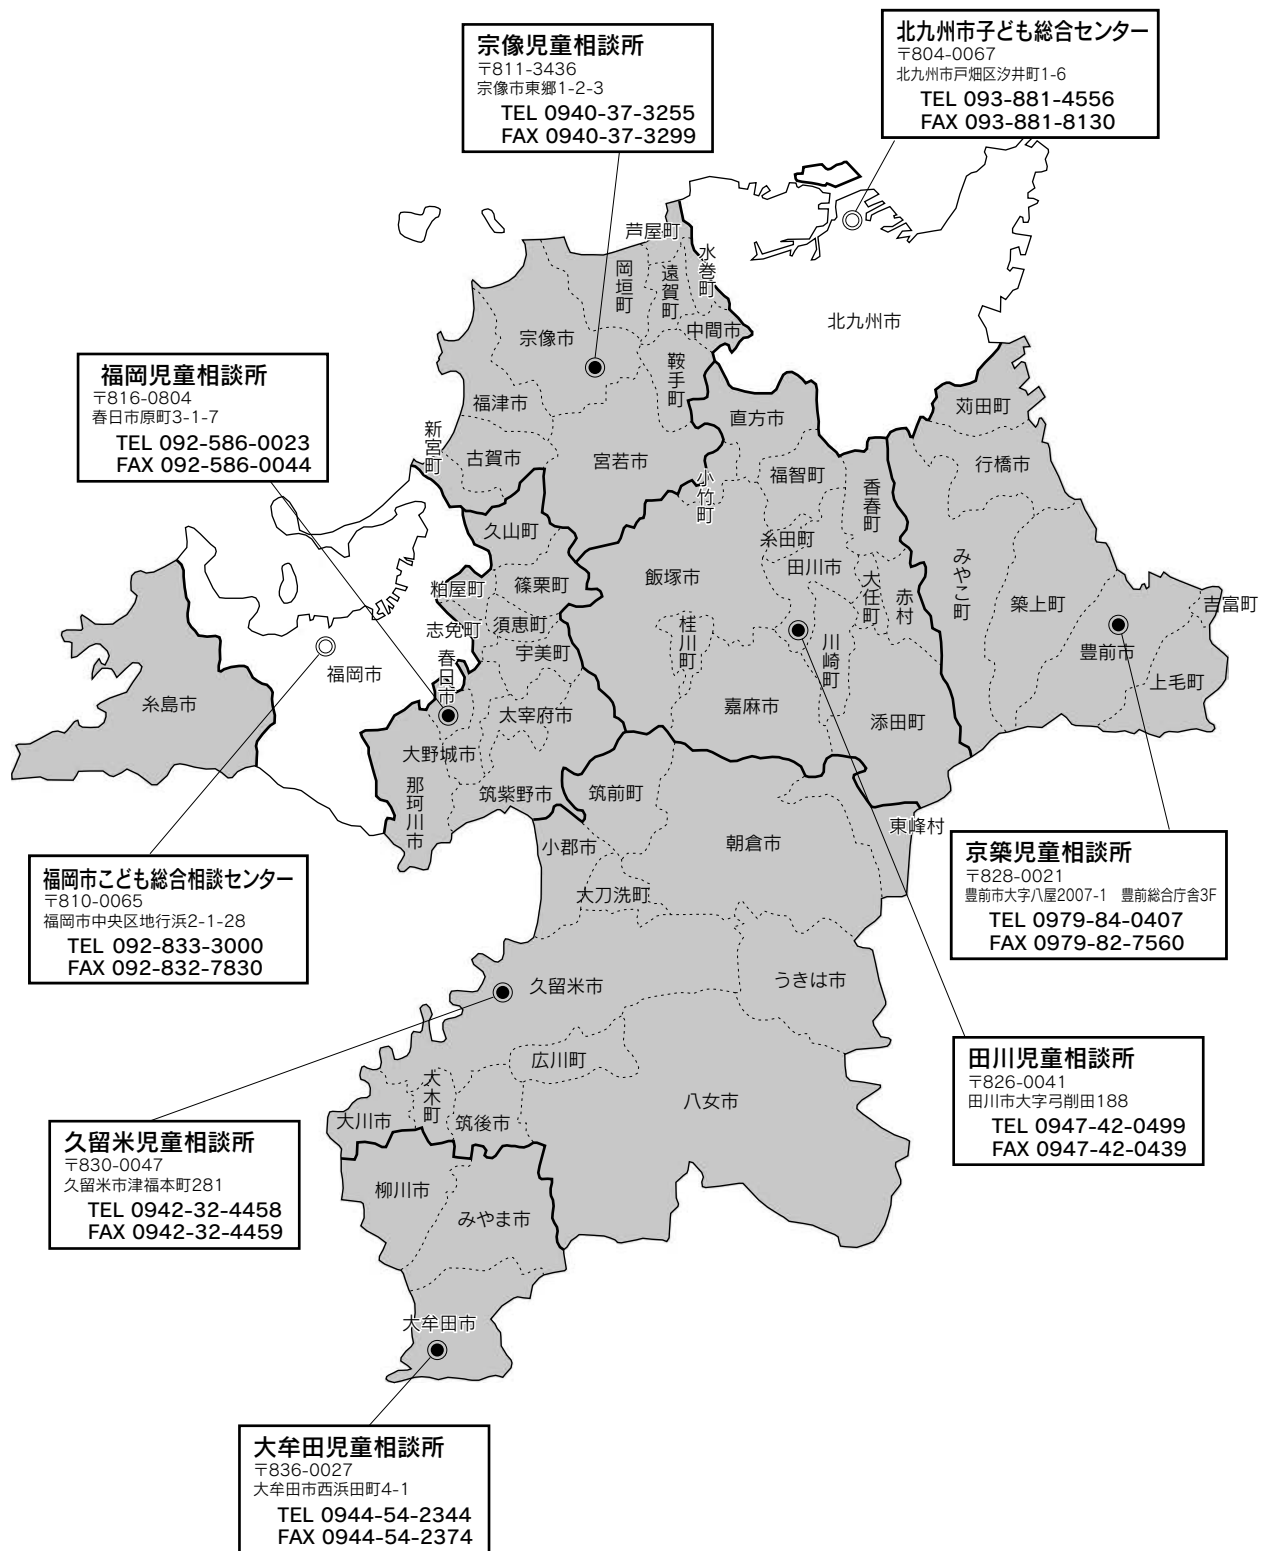 宗像児童相談所
〒811-3436
宗像市東郷1-2-3
TEL 0940-37-3255
FAX 0940-37-3299
北九州市子ども総合センター
〒804-0067
北九州市戸畑区汐井町1-6
TEL 093-881-4556
FAX 093-881-8130
福岡児童相談所
〒816-0804
春日市原町3-1-7
TEL 092-586-0023
FAX 092-586-0044
芦屋町
水巻町
岡垣町
遠賀町
北九州市
宗像市
中間市
鞍手町
福津市
直方市
苅田町
新宮町
古賀市
宮若市
小竹町
福智町
香春町
行橋市
久山町
糸田町
飯塚市
田川市
みやこ町
篠栗町
粕屋町
大任町
赤村
築上町
吉富町
志免町
須恵町
宇美町
桂川町
川崎町
豊前市
上毛町
春日市
福岡市
糸島市
太宰府市
嘉麻市
添田町
大野城市
那珂川市
筑紫野市
筑前町
東峰村
小郡市
朝倉市
大刀洗町
京築児童相談所
〒828-0021
豊前市大字八屋2007-1 豊前総合庁舎3F
TEL 0979-84-0407
FAX 0979-82-7560
福岡市こども総合相談センター
〒810-0065
福岡市中央区地行浜2-1-28
TEL 092-833-3000
FAX 092-832-7830
久留米市
うきは市
広川町
大木町
八女市
大川市
筑後市
田川児童相談所
〒826-0041
田川市大字弓削田188
TEL 0947-42-0499
FAX 0947-42-0439
久留米児童相談所
〒830-0047
久留米市津福本町281
TEL 0942-32-4458
FAX 0942-32-4459
柳川市
みやま市
大牟田市
大牟田児童相談所
〒836-0027
大牟田市西浜田町4-1
TEL 0944-54-2344
FAX 0944-54-2374